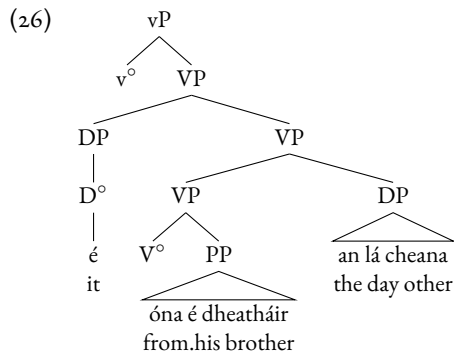 (26) vP
v° VP
DP VP
D° VP DP
é V° PP an lá cheana
it the day other
óna é dheatháir
from.his brother